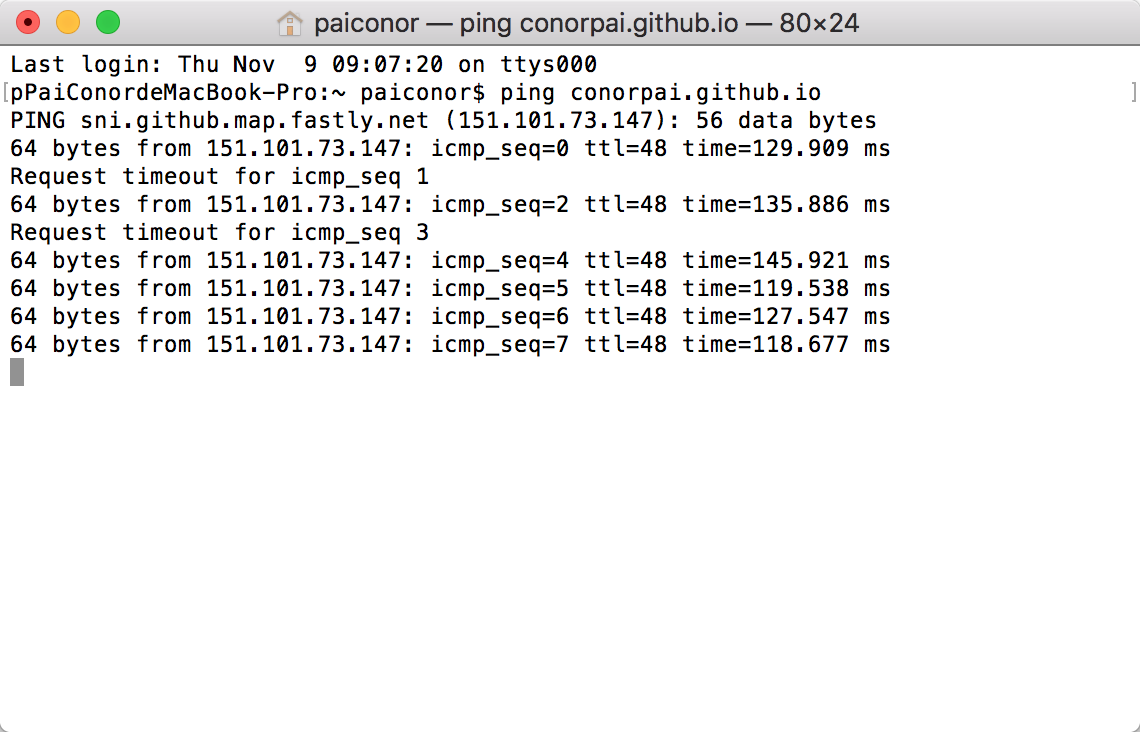 paiconor — ping conorpai.github.io — 80×24
Last login: Thu Nov  9 09:07:20 on ttys000
[pPaiConordeMacBook-Pro:~ paiconor$ ping conorpai.github.io ]
PING sni.github.map.fastly.net (151.101.73.147): 56 data bytes
64 bytes from 151.101.73.147: icmp_seq=0 ttl=48 time=129.909 ms
Request timeout for icmp_seq 1
64 bytes from 151.101.73.147: icmp_seq=2 ttl=48 time=135.886 ms
Request timeout for icmp_seq 3
64 bytes from 151.101.73.147: icmp_seq=4 ttl=48 time=145.921 ms
64 bytes from 151.101.73.147: icmp_seq=5 ttl=48 time=119.538 ms
64 bytes from 151.101.73.147: icmp_seq=6 ttl=48 time=127.547 ms
64 bytes from 151.101.73.147: icmp_seq=7 ttl=48 time=118.677 ms